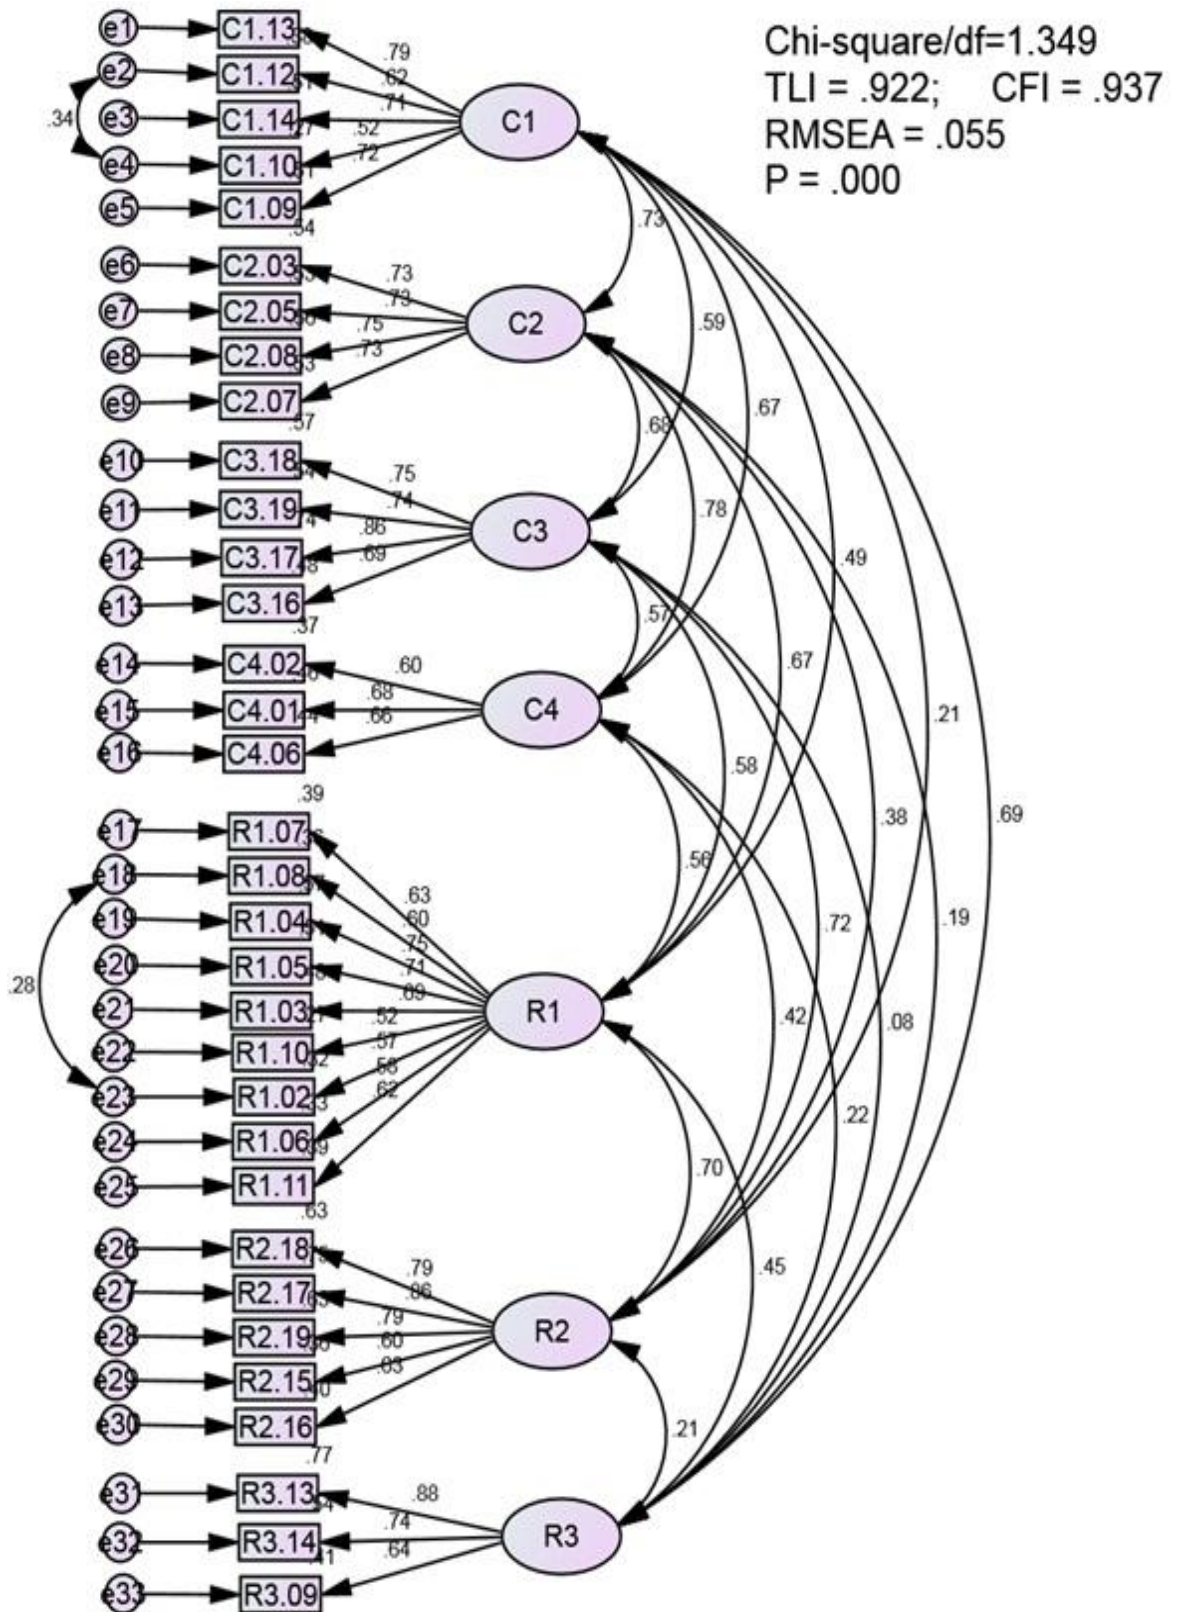 Chi-square/df=1.349
TLI = .922; CFI = .937
RMSEA = .055
P = .000
e1 C1.13 .79
e2 C1.12 .62
e3 C1.14 .71
e4 C1.10 .52
e5 C1.09 .72
.34
C1
.54
e6 C2.03 .73
e7 C2.05 .73
e8 C2.08 .75
e9 C2.07 .73
C2
.57
e10 C3.18 .75
e11 C3.19 .74
e12 C3.17 .86
e13 C3.16 .69
C3
.37
e14 C4.02 .60
e15 C4.01 .68
e16 C4.06 .66
C4
.39
e17 R1.07 .63
e18 R1.08 .60
e19 R1.04 .75
e20 R1.05 .71
e21 R1.03 .69
e22 R1.10 .52
e23 R1.02 .57
e24 R1.06 .58
e25 R1.11 .62
.28
R1
.63
e26 R2.18 .79
e27 R2.17 .86
e28 R2.19 .79
e29 R2.15 .60
e30 R2.16
R2
.77
e31 R3.13 .88
e32 R3.14 .74
e33 R3.09 .64
R3
.73
.59
.67
.68
.78
.49
.57
.67
.21
.58
.38
.69
.56
.72
.19
.42
.08
.22
.70
.45
.21